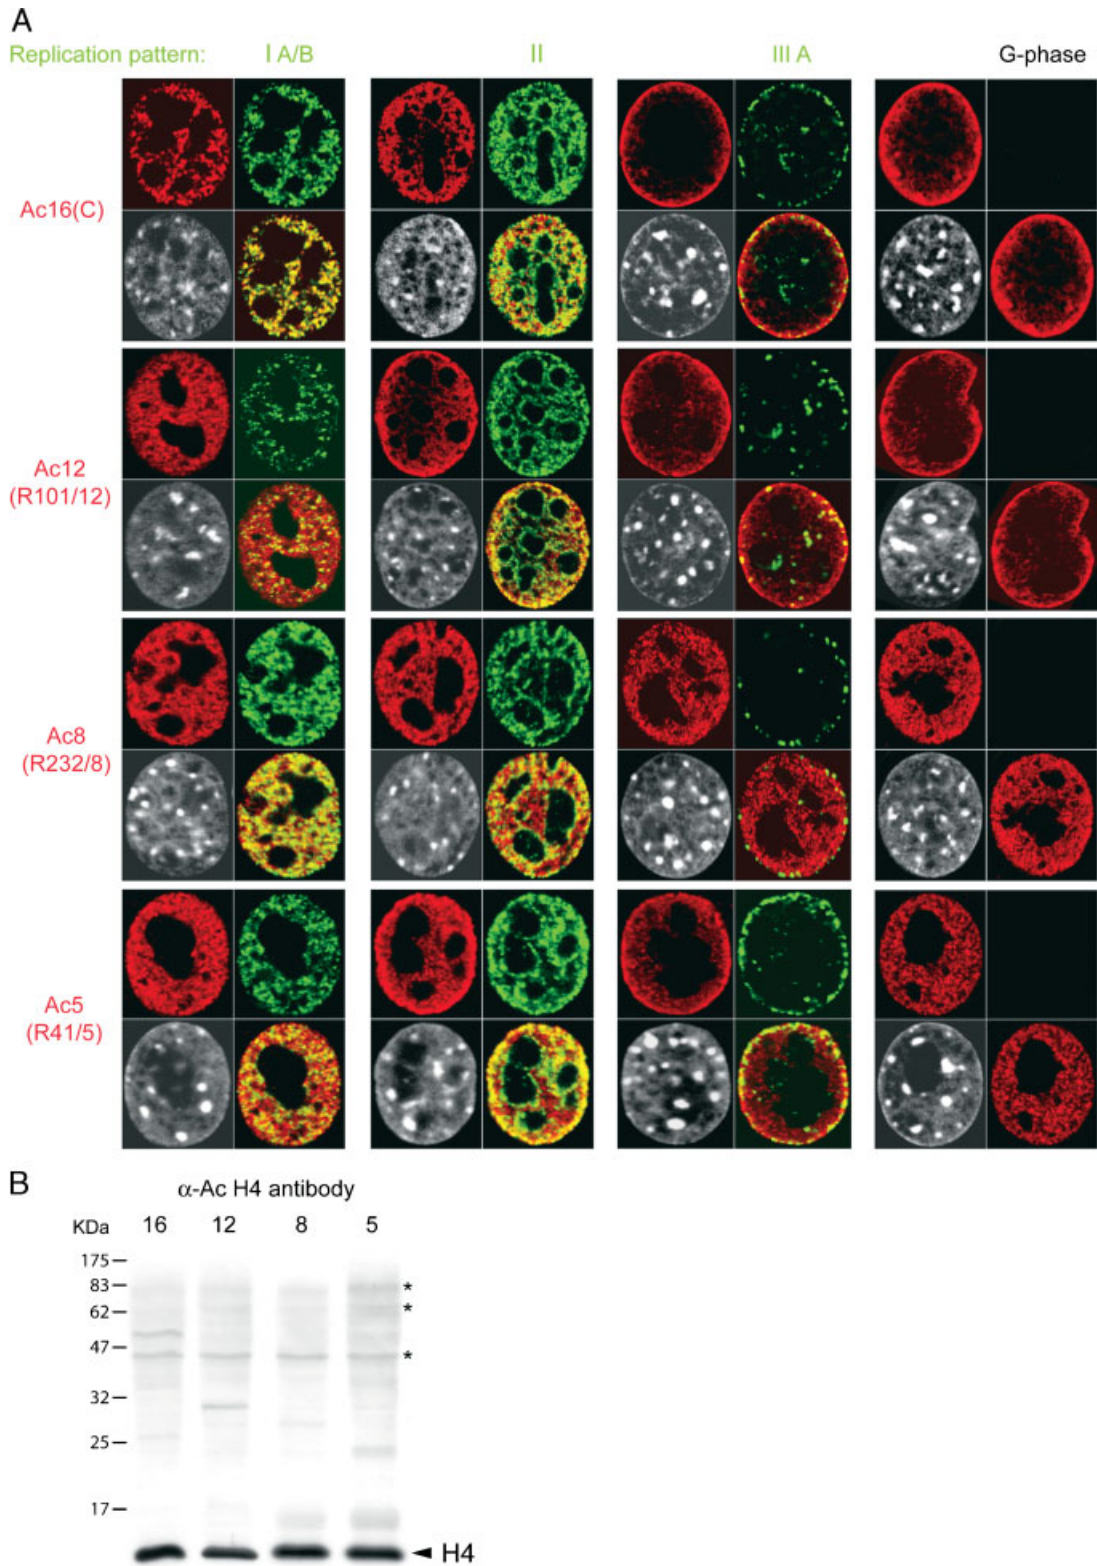 A
Replication pattern: I A/B II III A G-phase
Ac16(C)
Ac12
(R101/12)
Ac8
(R232/8)
Ac5
(R41/5)
B
α-Ac H4 antibody
KDa 16 12 8 5
175
83 *
62 *
47 *
32
25
17
H4